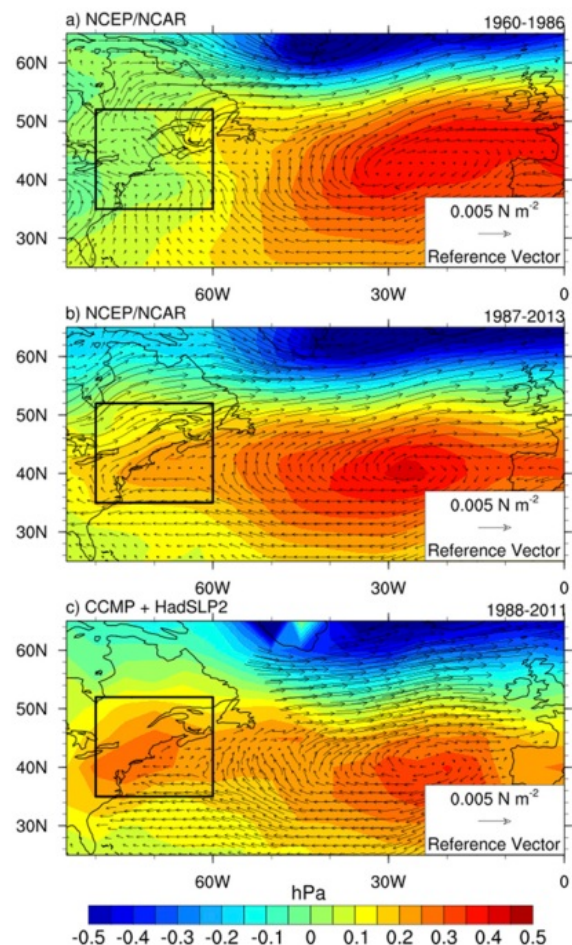 a) NCEP/NCAR 1960-1986
60N
50N
40N
30N
0.005 N m⁻²
Reference Vector
60W 30W 0
b) NCEP/NCAR 1987-2013
60N
50N
40N
30N
0.005 N m⁻²
Reference Vector
60W 30W 0
c) CCMP + HadSLP2 1988-2011
60N
50N
40N
30N
0.005 N m⁻²
Reference Vector
60W 30W 0
hPa
-0.5 -0.4 -0.3 -0.2 -0.1 0 0.1 0.2 0.3 0.4 0.5